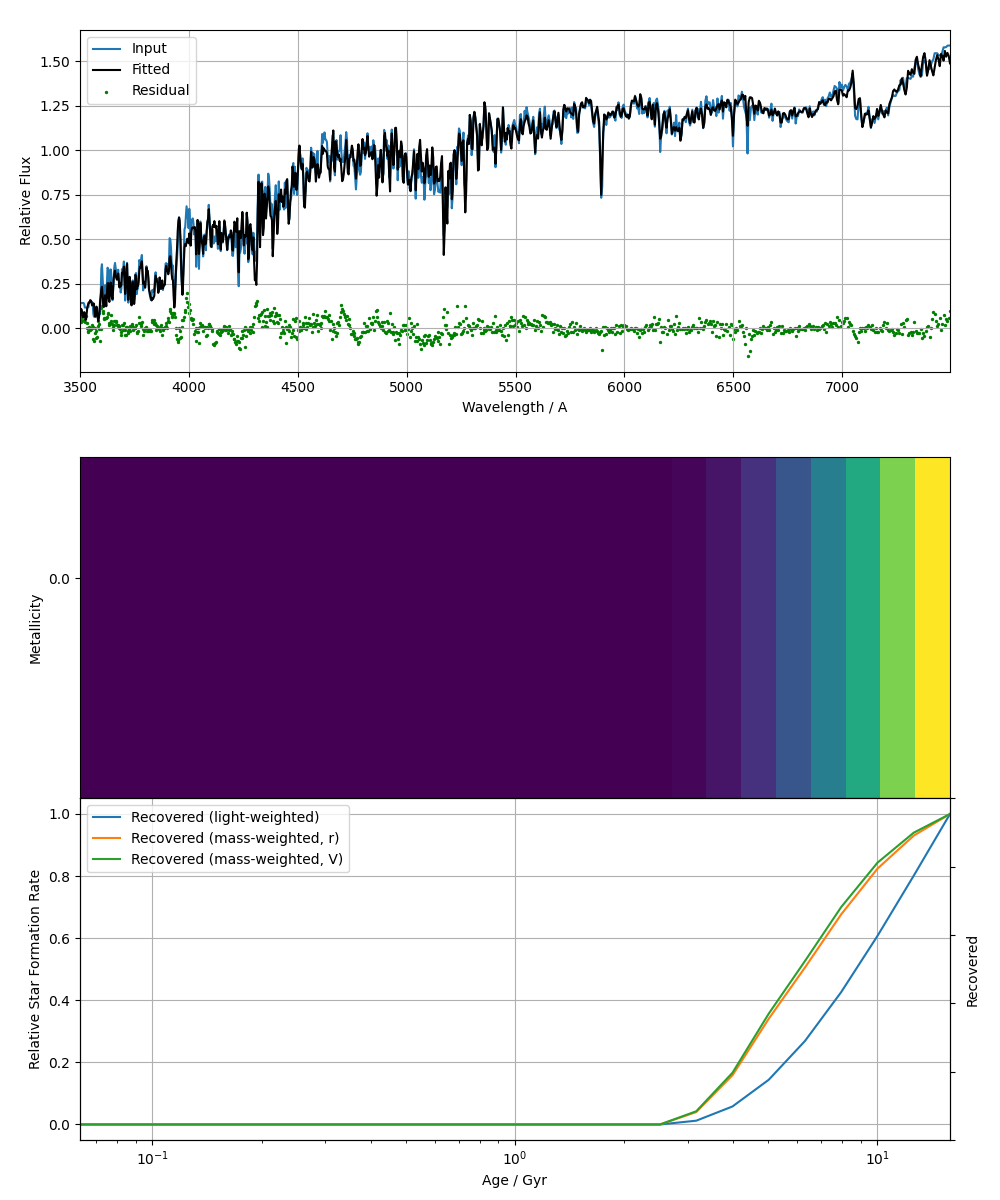 Input
Fitted
Residual
1.50
1.25
1.00
0.75
0.50
0.25
0.00
Relative Flux
3500 4000 4500 5000 5500 6000 6500 7000
Wavelength / A
0.0
Metallicity
Recovered (light-weighted)
Recovered (mass-weighted, r)
Recovered (mass-weighted, V)
1.0
0.8
0.6
0.4
0.2
0.0
Relative Star Formation Rate
Recovered
10⁻¹ 10⁰ 10¹
Age / Gyr